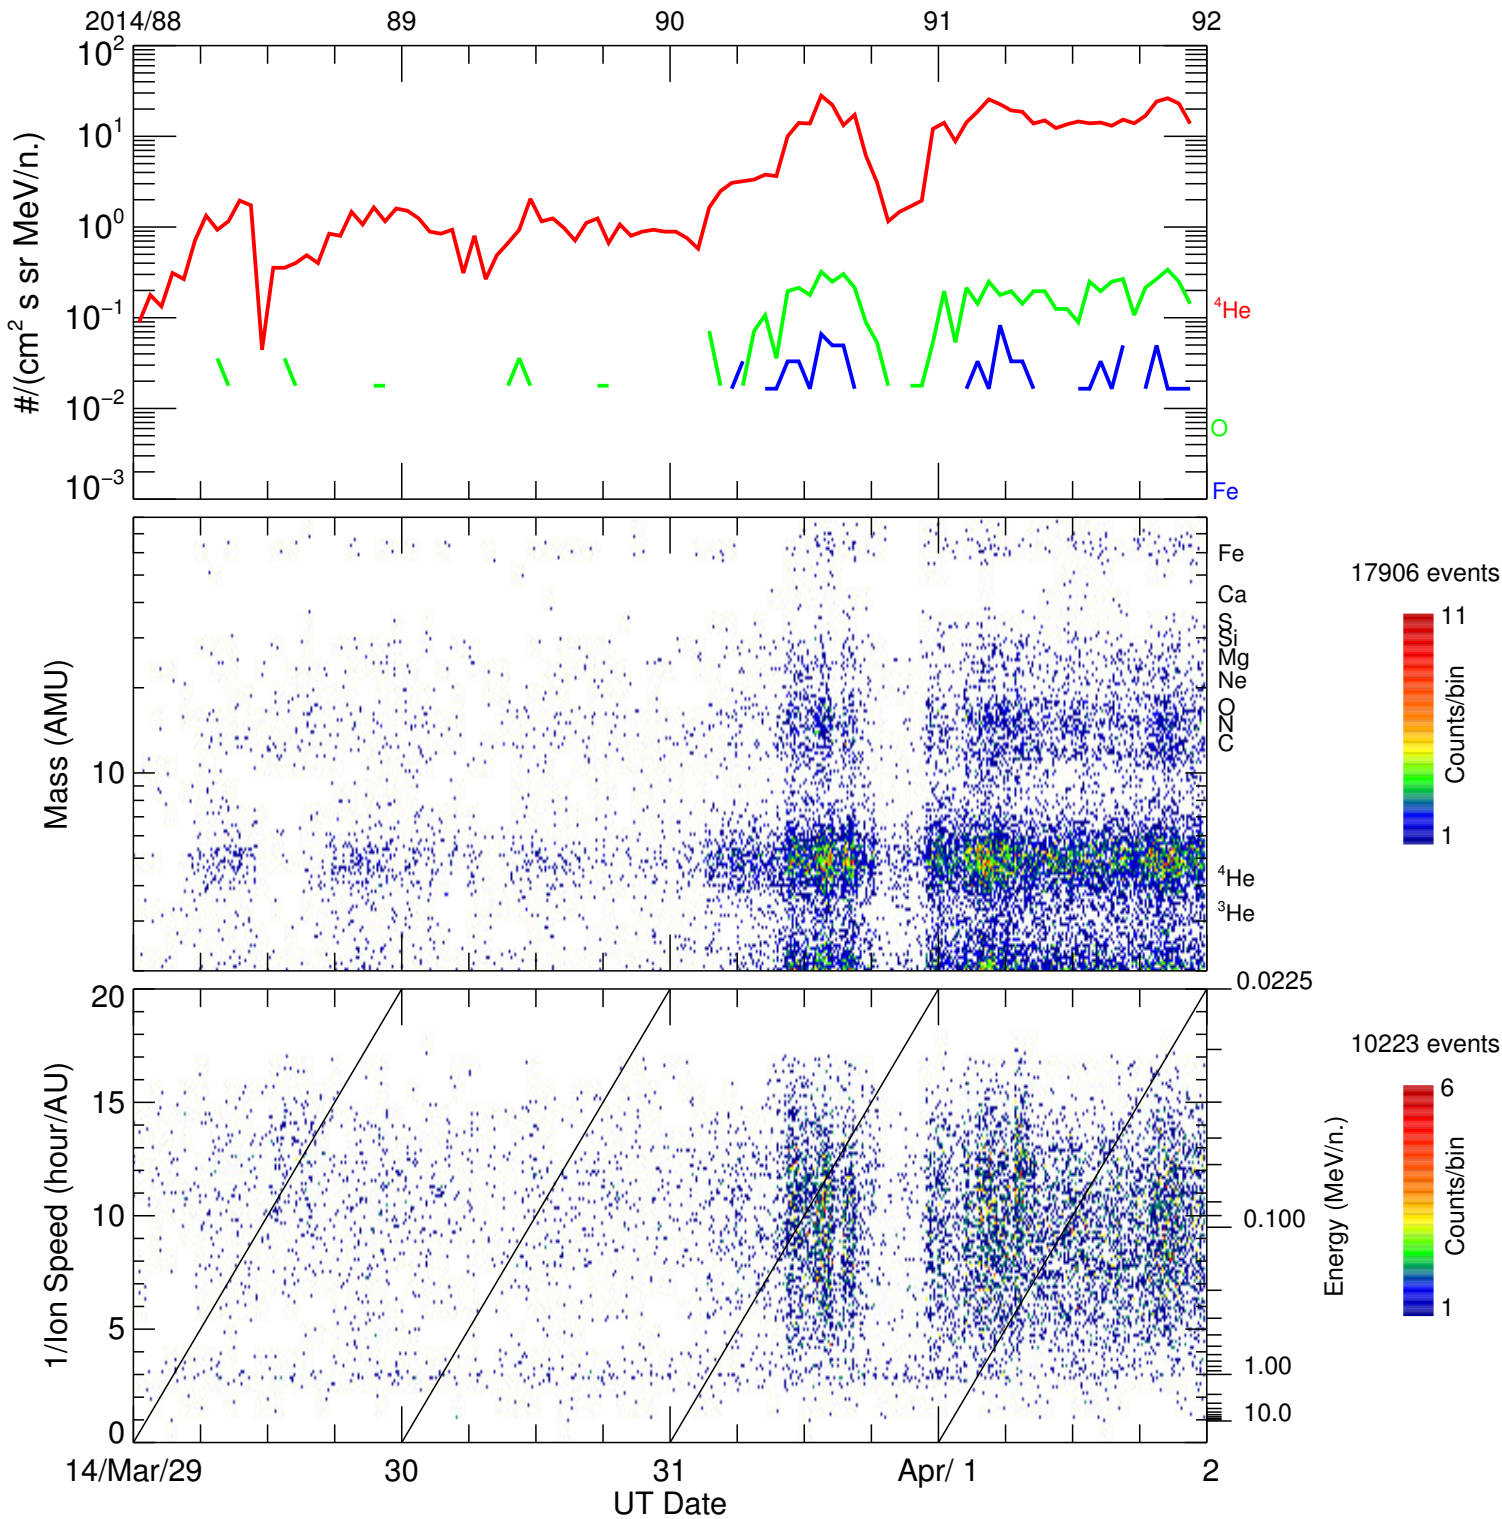 2014/88 89 90 91 92
10²
10¹
10⁰
10⁻¹
10⁻²
10⁻³
#/(cm² s sr MeV/n.)
⁴He
O
Fe
Mass (AMU)
10
Fe
Ca
S
Si
Mg
Ne
O
N
C
⁴He
³He
17906 events
11
Counts/bin
1
1/Ion Speed (hour/AU)
20
15
10
5
0
0.0225
0.100
1.00
10.0
Energy (MeV/n.)
10223 events
6
Counts/bin
1
14/Mar/29 30 31 Apr/ 1 2
UT Date